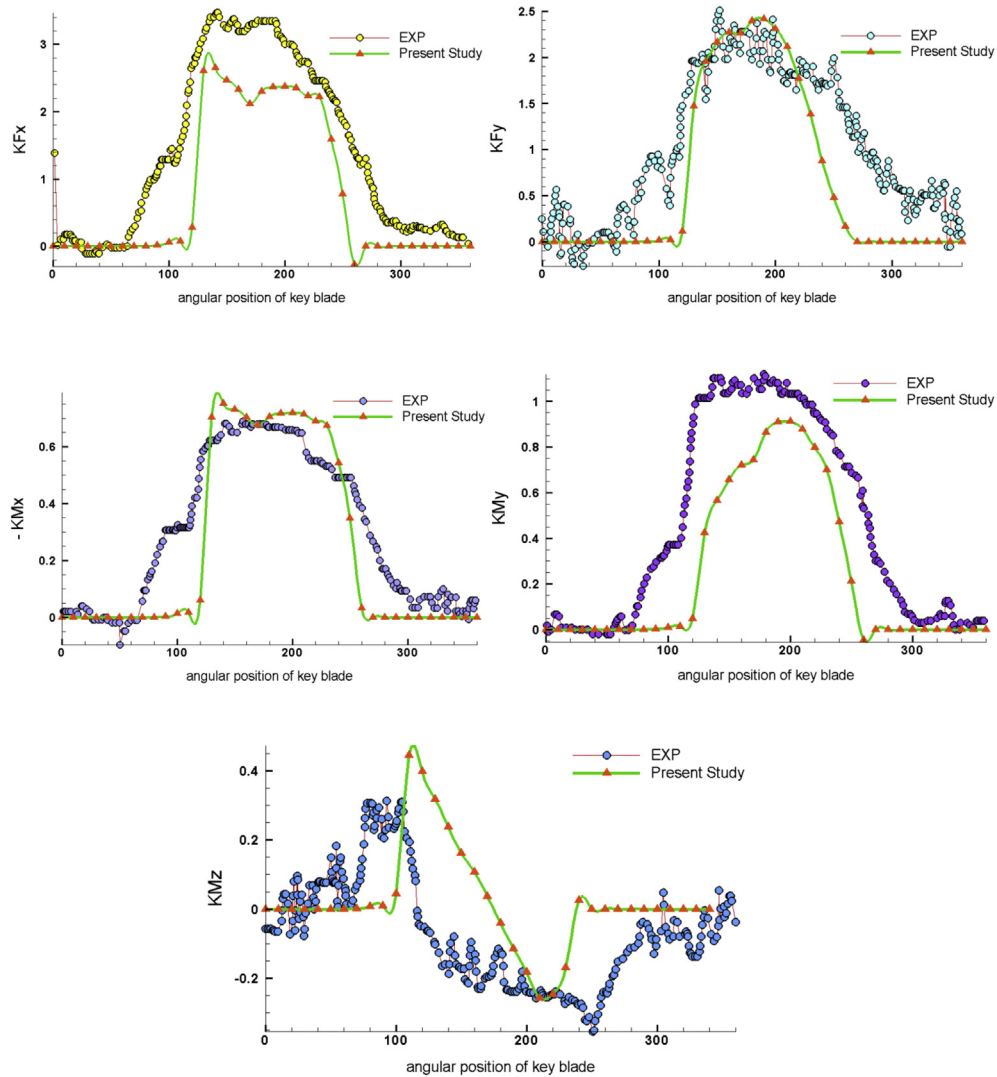 EXP
Present Study
KFx
3
2
1
0
0
100
200
300
angular position of key blade
EXP
Present Study
KFy
2.5
2
1.5
1
0.5
0
0
100
200
300
angular position of key blade
EXP
Present Study
- KMx
0.6
0.4
0.2
0
0
100
200
300
angular position of key blade
EXP
Present Study
KMy
1
0.8
0.6
0.4
0.2
0
0
100
200
300
angular position of key blade
EXP
Present Study
KMz
0.4
0.2
0
-0.2
0
100
200
300
angular position of key blade